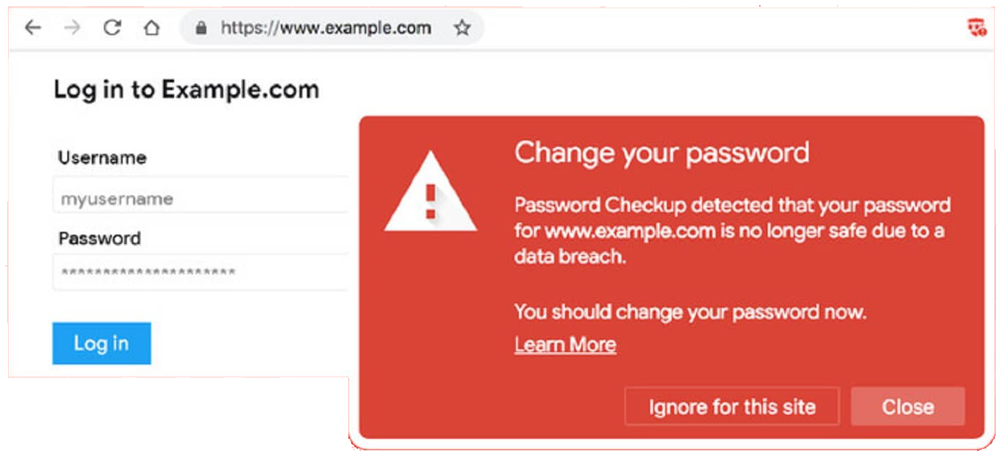 https://www.example.com
Log in to Example.com
Username
myusername
Password
*********************
Log in
Change your password
Password Checkup detected that your password
for www.example.com is no longer safe due to a
data breach.
You should change your password now.
Learn More
Ignore for this site
Close